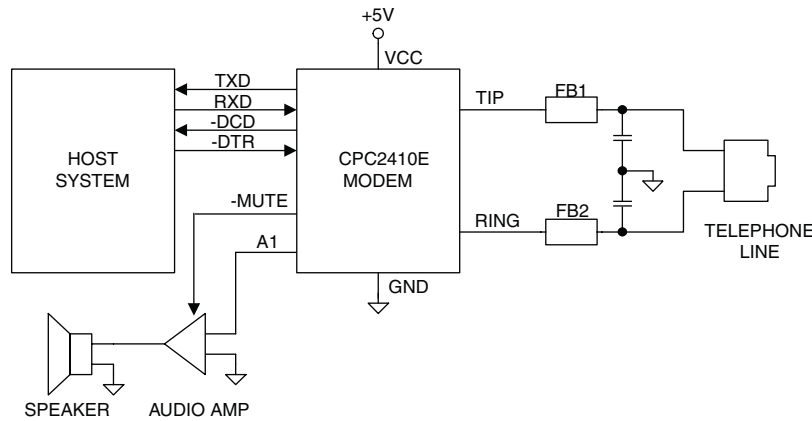 +5V
VCC
TXD
RXD
-DCD
-DTR
HOST
SYSTEM
CPC2410E
MODEM
TIP
FB1
-MUTE
A1
RING
FB2
TELEPHONE
LINE
GND
SPEAKER
AUDIO AMP